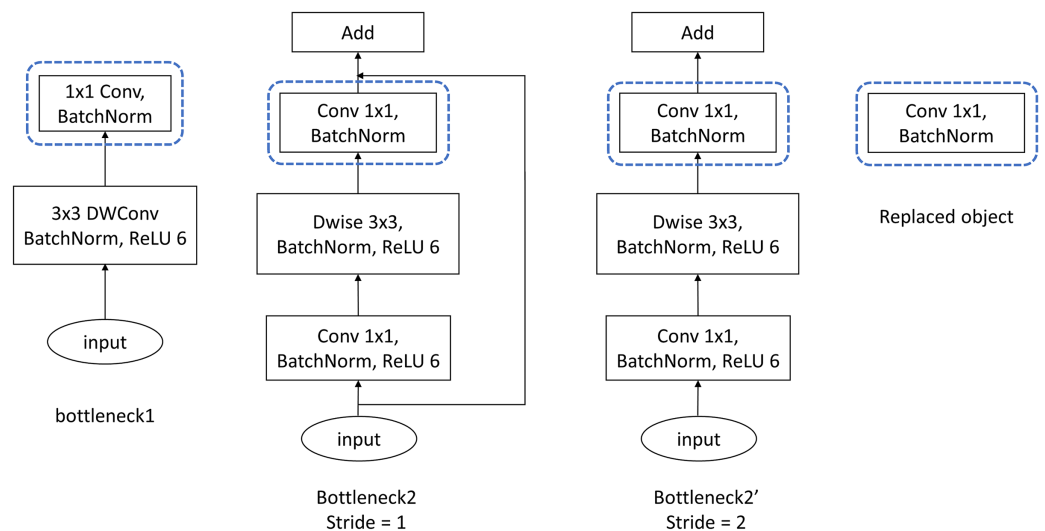 1x1 Conv,
BatchNorm
3x3 DWConv
BatchNorm, ReLU 6
input
bottleneck1
Add
Conv 1x1,
BatchNorm
Dwise 3x3,
BatchNorm, ReLU 6
Conv 1x1,
BatchNorm, ReLU 6
input
Bottleneck2
Stride = 1
Add
Conv 1x1,
BatchNorm
Dwise 3x3,
BatchNorm, ReLU 6
Conv 1x1,
BatchNorm, ReLU 6
input
Bottleneck2’
Stride = 2
Conv 1x1,
BatchNorm
Replaced object